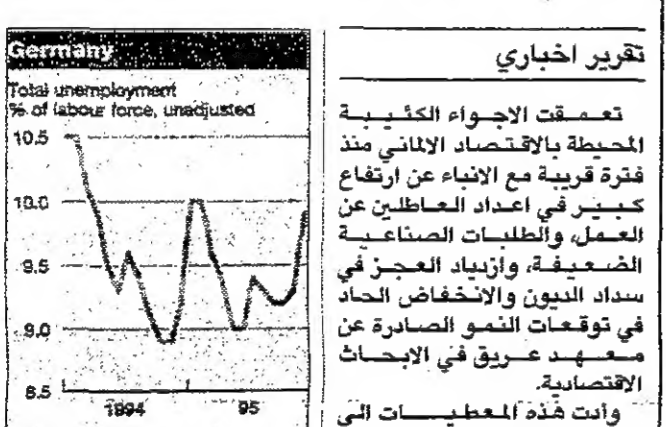 Germany
Total unemployment
% of labour force, unadjusted
10.5
10.0
9.5
9.0
8.5
1994 95
تقرير اخباري
تعمقت الاجواء الكئيبة
المحيطة بالاقتصاد الالماني منذ
فترة قريبة مع الانباء عن ارتفاع
كبير في اعداد العاطلين عن
العمل، والطلبات الصناعية
الضعيفة، وازدياد العجز في
سداد الديون والانخفاض الحاد
في توقعات النمو الصادرة عن
معهد عريق في الابحاث
الاقتصادية.
وأدت هذه المعطيات الى